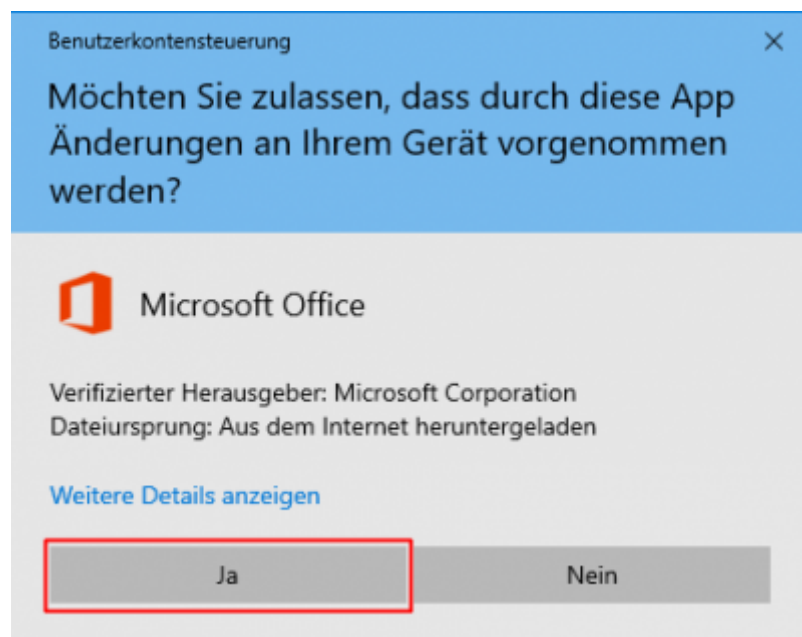 Benutzerkontensteuerung
Möchten Sie zulassen, dass durch diese App
Änderungen an Ihrem Gerät vorgenommen
werden?
Microsoft Office
Verifizierter Herausgeber: Microsoft Corporation
Dateiursprung: Aus dem Internet heruntergeladen
Weitere Details anzeigen
Ja
Nein